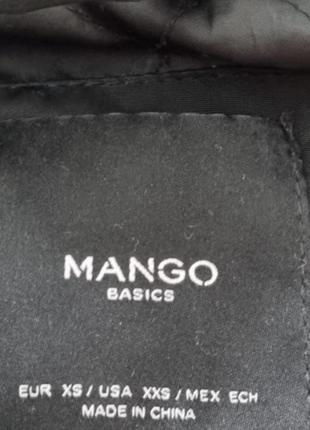 MANGO
BASICS
EUR XS / USA XXS / MEX ECH
MADE IN CHINA